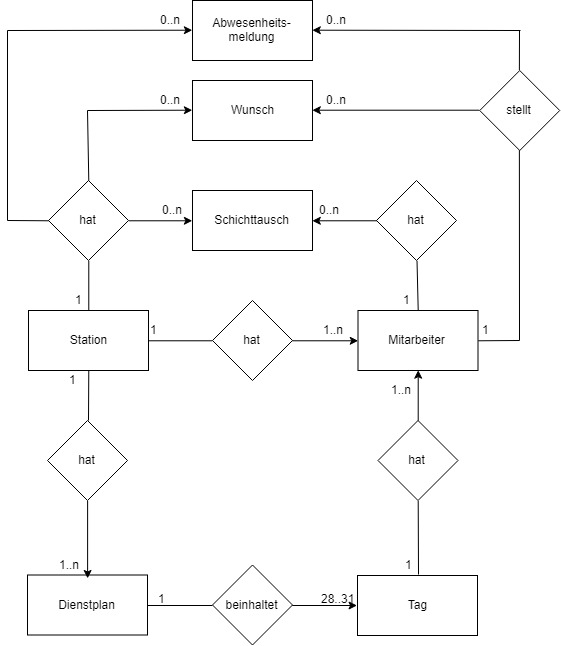 0..n
Abwesenheits-
meldung
0..n
0..n
Wunsch
0..n
stellt
hat
0..n
Schichttausch
0..n
hat
1
1
Station
1
hat
1..n
Mitarbeiter
1
1
1..n
hat
hat
1..n
1
Dienstplan
1
beinhaltet
28..31
Tag